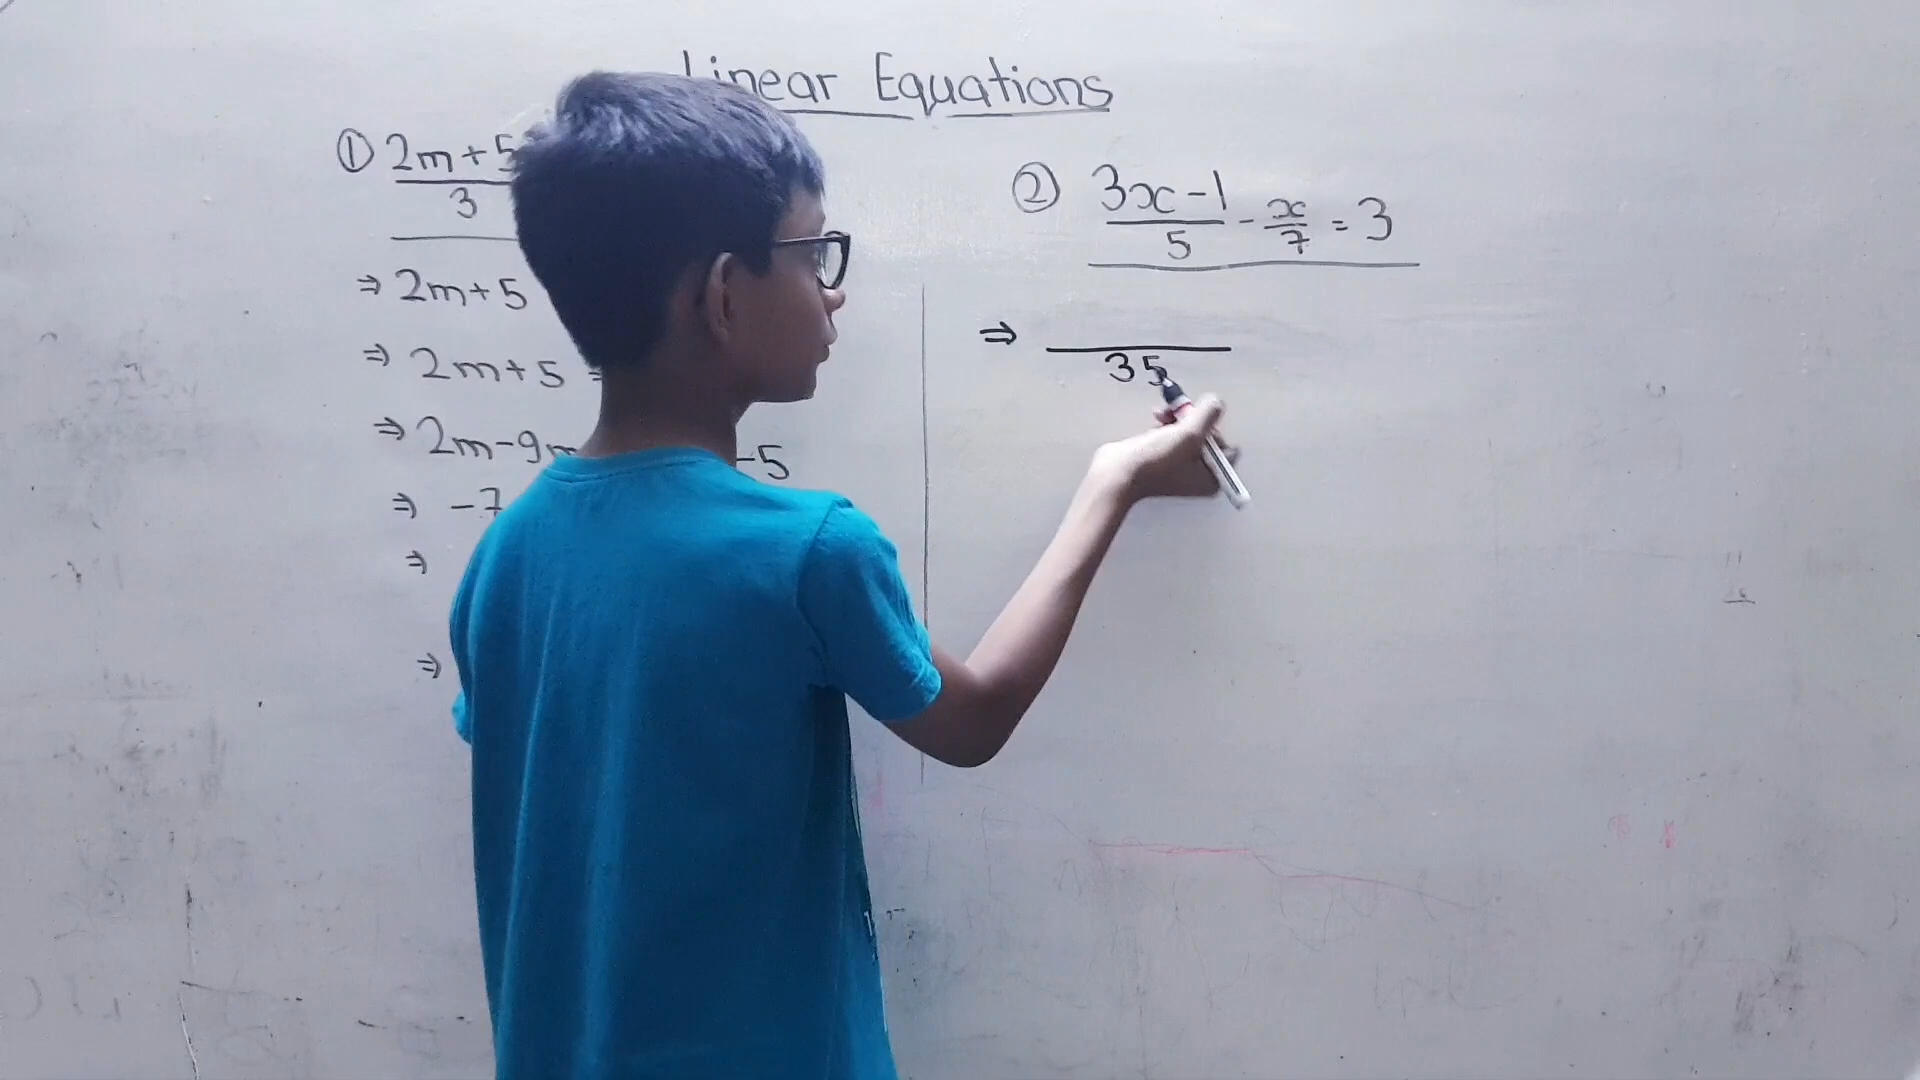 Linear Equations
① 2m+5
3
⇒ 2m+5
⇒ 2m+5 =
⇒ 2m-9m -5
⇒ -7
⇒
⇒
② 3x-1/5 - x/7 = 3
⇒ /35